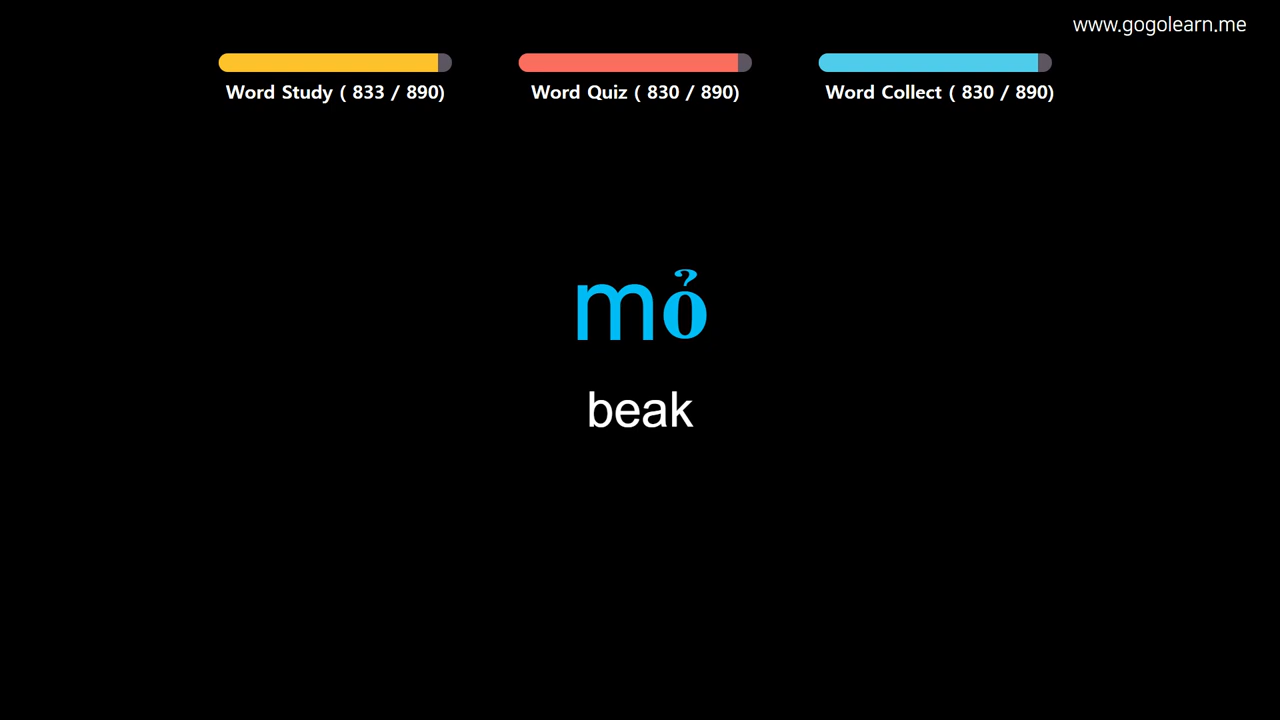 www.gogolearn.me
Word Study ( 833 / 890)
Word Quiz ( 830 / 890)
Word Collect ( 830 / 890)
mỏ
beak